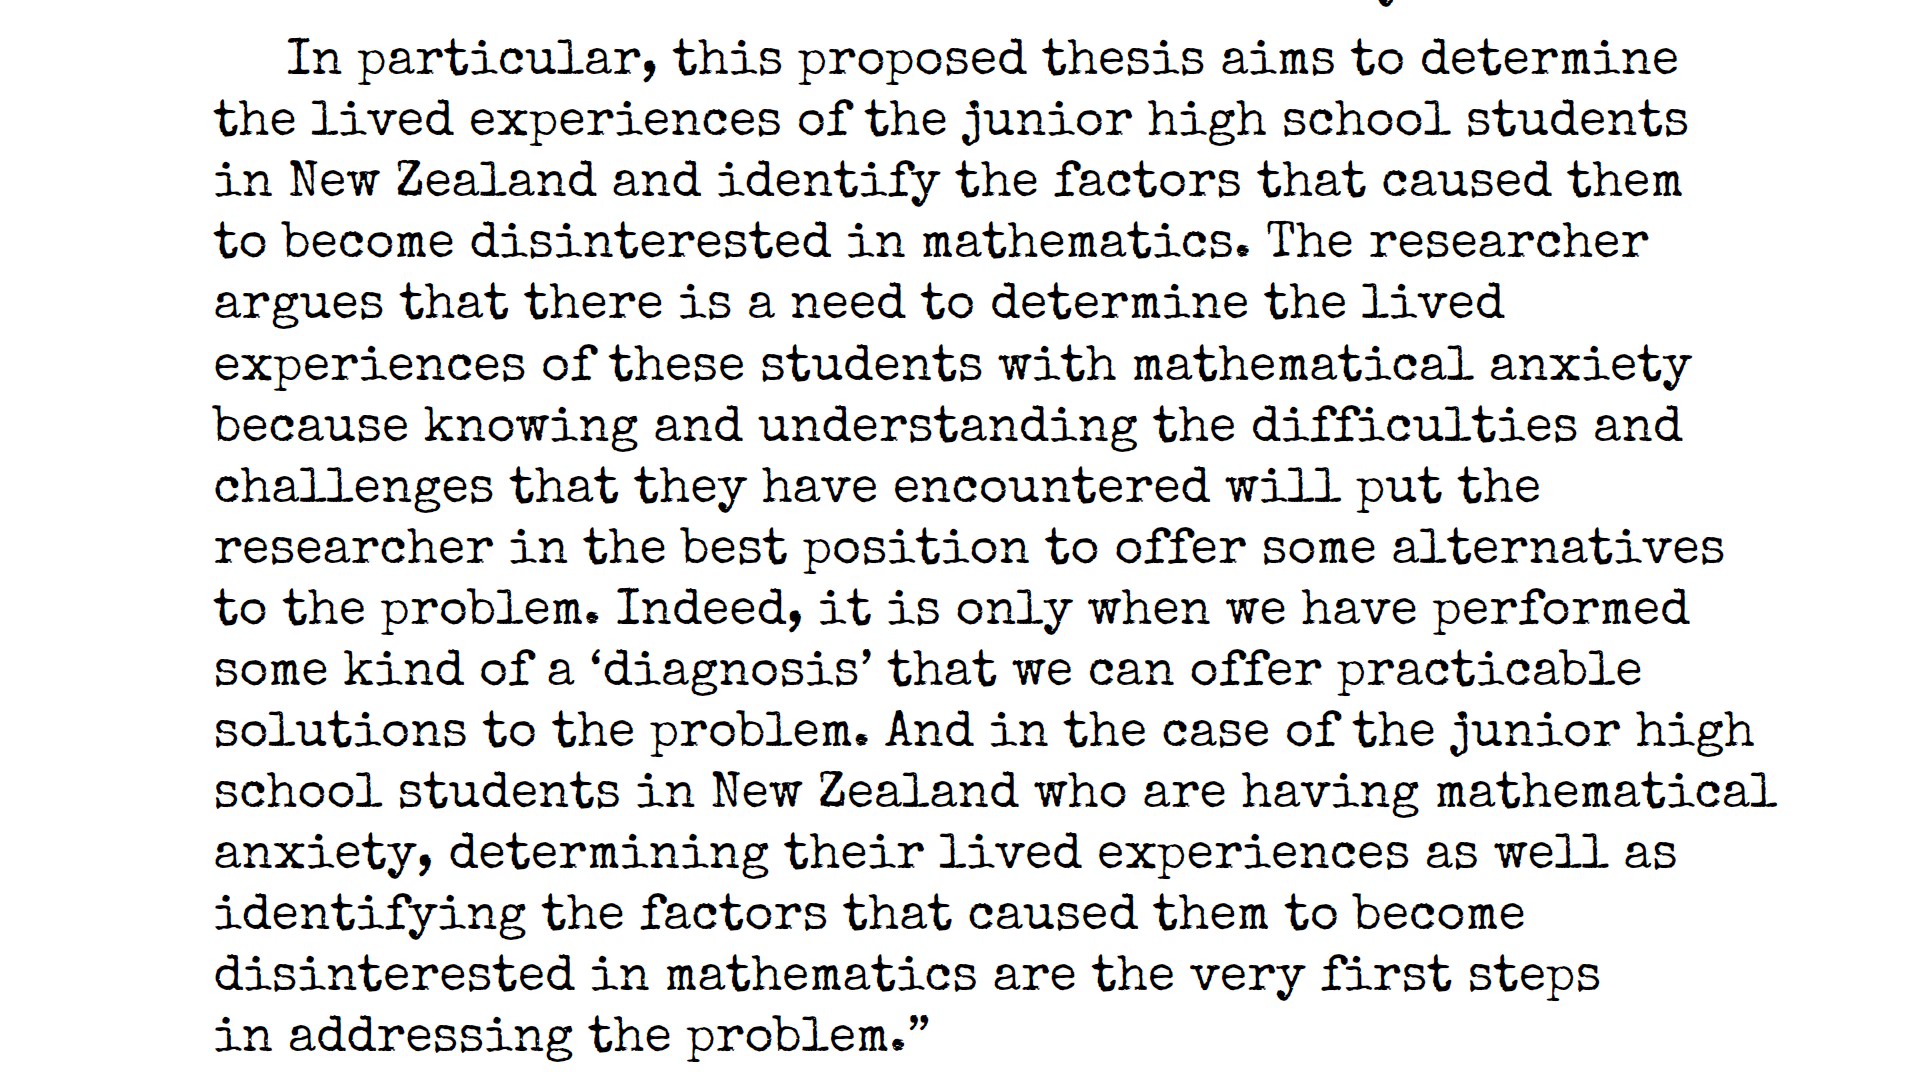 In particular, this proposed thesis aims to determine
the lived experiences of the junior high school students
in New Zealand and identify the factors that caused them
to become disinterested in mathematics. The researcher
argues that there is a need to determine the lived
experiences of these students with mathematical anxiety
because knowing and understanding the difficulties and
challenges that they have encountered will put the
researcher in the best position to offer some alternatives
to the problem. Indeed, it is only when we have performed
some kind of a ‘diagnosis’ that we can offer practicable
solutions to the problem. And in the case of the junior high
school students in New Zealand who are having mathematical
anxiety, determining their lived experiences as well as
identifying the factors that caused them to become
disinterested in mathematics are the very first steps
in addressing the problem.”